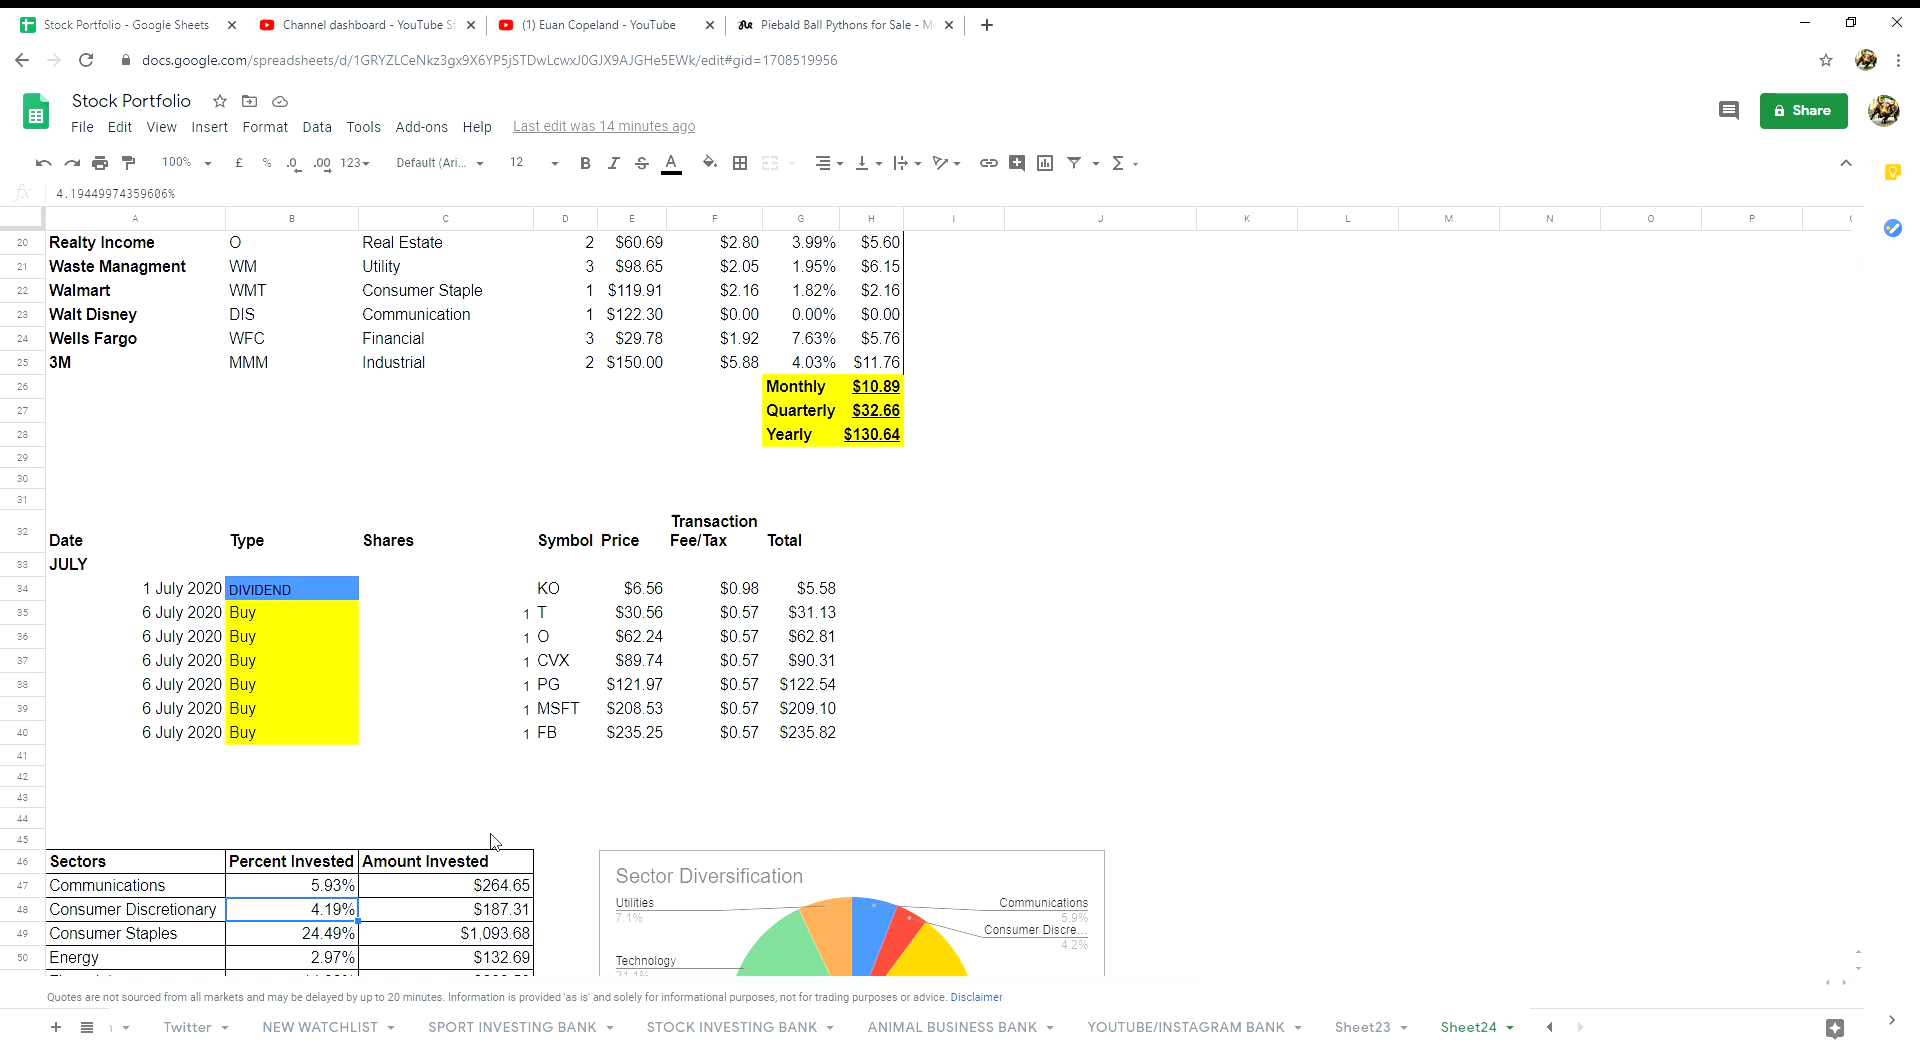 Stock Portfolio - Google Sheets
Channel dashboard - YouTube St
(1) Euan Copeland - YouTube
Piebald Ball Pythons for Sale - M
docs.google.com/spreadsheets/d/1GRYZLCeNkz3gx9X6YP5jSTDwLcwxJ0GJX9AJGHe5EWk/edit#gid=1708519956
Stock Portfolio
Share
File Edit View Insert Format Data Tools Add-ons Help Last edit was 14 minutes ago
100% £ % .0 .00 123 Default (Ari... 12 B I S A
fx 4.19449974359606%
A B C D E F G H I J K L M N O P
20 Realty Income O Real Estate 2 $60.69 $2.80 3.99% $5.60
21 Waste Managment WM Utility 3 $98.65 $2.05 1.95% $6.15
22 Walmart WMT Consumer Staple 1 $119.91 $2.16 1.82% $2.16
23 Walt Disney DIS Communication 1 $122.30 $0.00 0.00% $0.00
24 Wells Fargo WFC Financial 3 $29.78 $1.92 7.63% $5.76
25 3M MMM Industrial 2 $150.00 $5.88 4.03% $11.76
26 Monthly $10.89
27 Quarterly $32.66
28 Yearly $130.64
29
30
31
Transaction
32 Date Type Shares Symbol Price Fee/Tax Total
33 JULY
34 1 July 2020 DIVIDEND KO $6.56 $0.98 $5.58
35 6 July 2020 Buy 1 T $30.56 $0.57 $31.13
36 6 July 2020 Buy 1 O $62.24 $0.57 $62.81
37 6 July 2020 Buy 1 CVX $89.74 $0.57 $90.31
38 6 July 2020 Buy 1 PG $121.97 $0.57 $122.54
39 6 July 2020 Buy 1 MSFT $208.53 $0.57 $209.10
40 6 July 2020 Buy 1 FB $235.25 $0.57 $235.82
41
42
43
44
45
46 Sectors Percent Invested Amount Invested
47 Communications 5.93% $264.65
48 Consumer Discretionary 4.19% $187.31
49 Consumer Staples 24.49% $1,093.68
50 Energy 2.97% $132.69
Sector Diversification
Utilities
7.1%
Communications
5.9%
Consumer Discre...
4.2%
Technology
Quotes are not sourced from all markets and may be delayed by up to 20 minutes. Information is provided 'as is' and solely for informational purposes, not for trading purposes or advice. Disclaimer
Twitter NEW WATCHLIST SPORT INVESTING BANK STOCK INVESTING BANK ANIMAL BUSINESS BANK YOUTUBE/INSTAGRAM BANK Sheet23 Sheet24